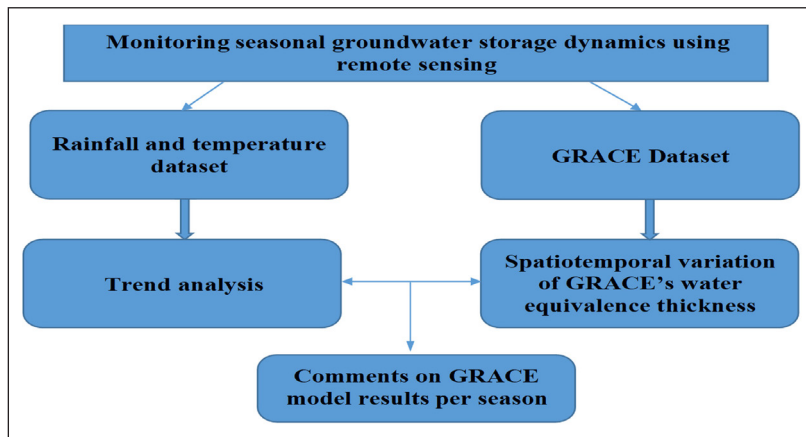 Monitoring seasonal groundwater storage dynamics using
remote sensing
Rainfall and temperature
dataset
GRACE Dataset
Trend analysis
Spatiotemporal variation
of GRACE's water
equivalence thickness
Comments on GRACE
model results per season